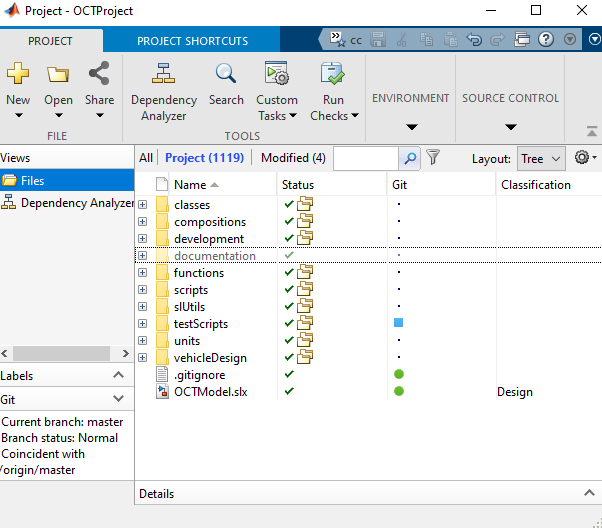 Project - OCTProject
PROJECT
PROJECT SHORTCUTS
cc
New
Open
Share
Dependency
Analyzer
Search
Custom
Tasks
Run
Checks
ENVIRONMENT
SOURCE CONTROL
FILE
TOOLS
Views
All
Project (1119)
Modified (4)
Layout:
Tree
Files
Dependency Analyzer
Name
Status
Git
Classification
classes
compositions
development
documentation
functions
scripts
slUtils
testScripts
units
vehicleDesign
.gitignore
OCTModel.slx
Design
Labels
Git
Current branch: master
Branch status: Normal
Coincident with
/origin/master
Details